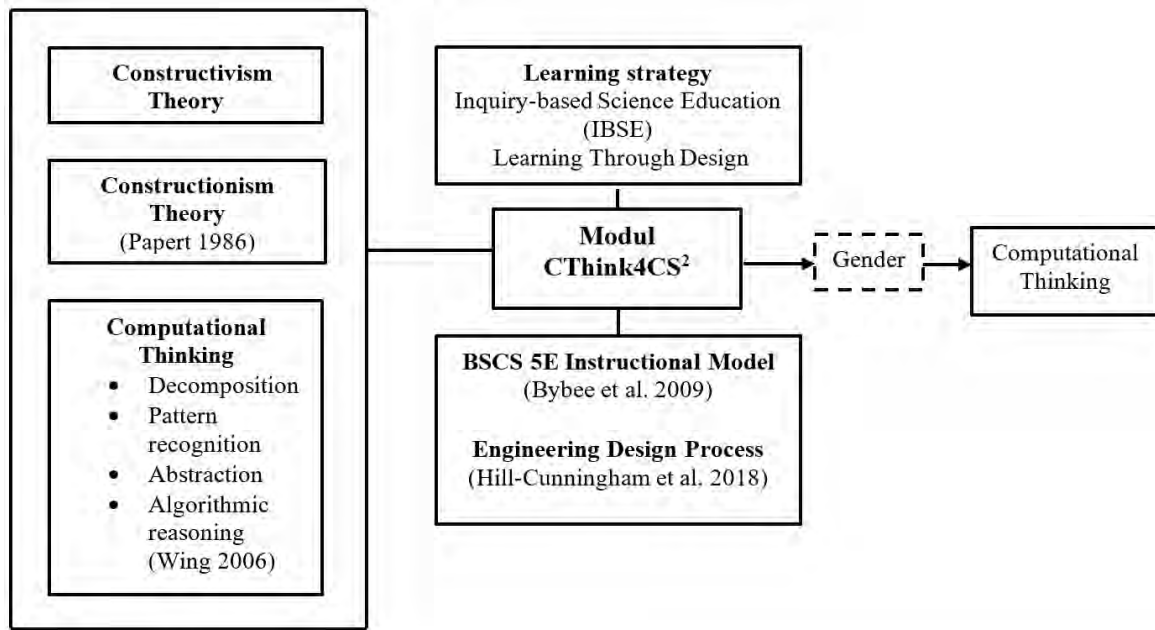 Constructivism
Theory
Constructionism
Theory
(Papert 1986)
Computational
Thinking
• Decomposition
• Pattern
recognition
• Abstraction
• Algorithmic
reasoning
(Wing 2006)
Learning strategy
Inquiry-based Science Education
(IBSE)
Learning Through Design
Modul
CThink4CS²
BSCS 5E Instructional Model
(Bybee et al. 2009)
Engineering Design Process
(Hill-Cunningham et al. 2018)
Gender
Computational
Thinking